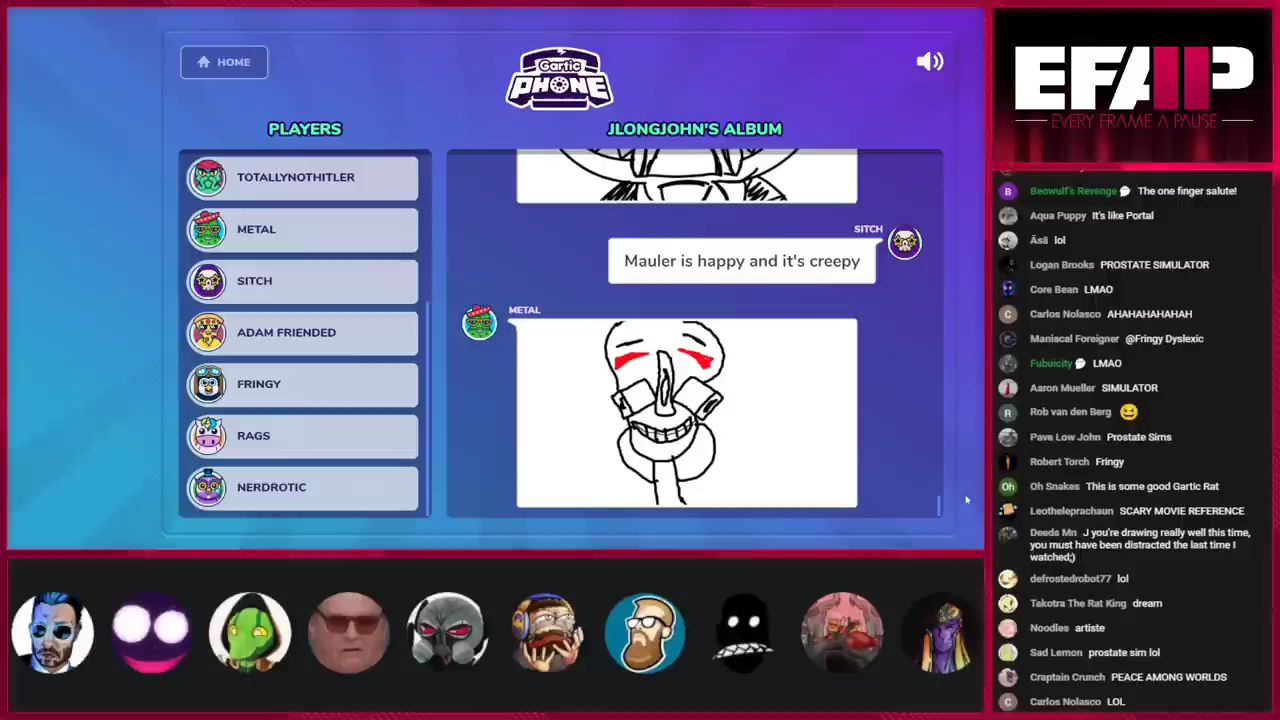 HOME
Gartic
PHONE
PLAYERS
TOTALLYNOTHITLER
METAL
SITCH
ADAM FRIENDED
FRINGY
RAGS
NERDROTIC
JLONGJOHN'S ALBUM
SITCH
Mauler is happy and it's creepy
METAL
EFAP
EVERY FRAME A PAUSE
B Beowulf's Revenge The one finger salute!
Aqua Puppy It's like Portal
Äsä lol
Logan Brooks PROSTATE SIMULATOR
Core Bean LMAO
Carlos Nolasco AHAHAHAHAHAH
Maniacal Foreigner @Fringy Dyslexic
Fubuicity LMAO
Aaron Mueller SIMULATOR
R Rob van den Berg
Pave Low John Prostate Sims
Robert Torch Fringy
Oh Oh Snakes This is some good Gartic Rat
Leotheleprachaun SCARY MOVIE REFERENCE
Deeds Mn J you're drawing really well this time,
you must have been distracted the last time I
watched;)
defrostedrobot77 lol
Takotra The Rat King dream
Noodles artiste
Sad Lemon prostate sim lol
Craptain Crunch PEACE AMONG WORLDS
C Carlos Nolasco LOL